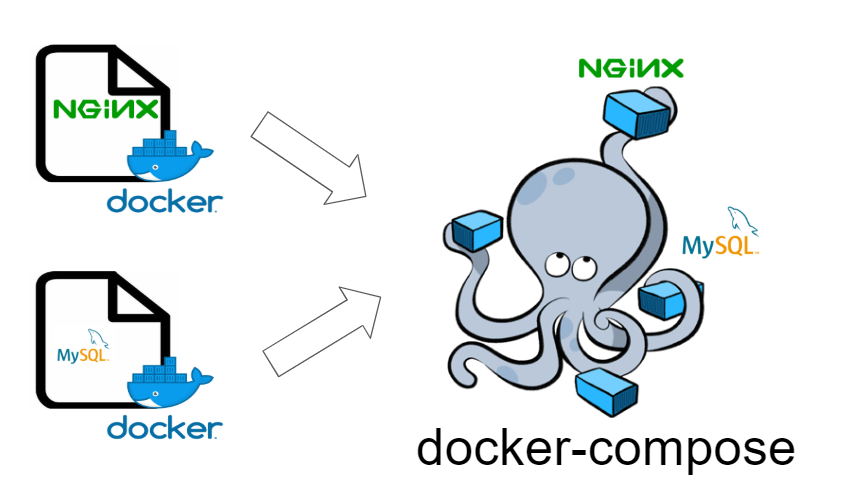 NGiNX
docker
MySQL
docker
NGiNX
MySQL
docker-compose